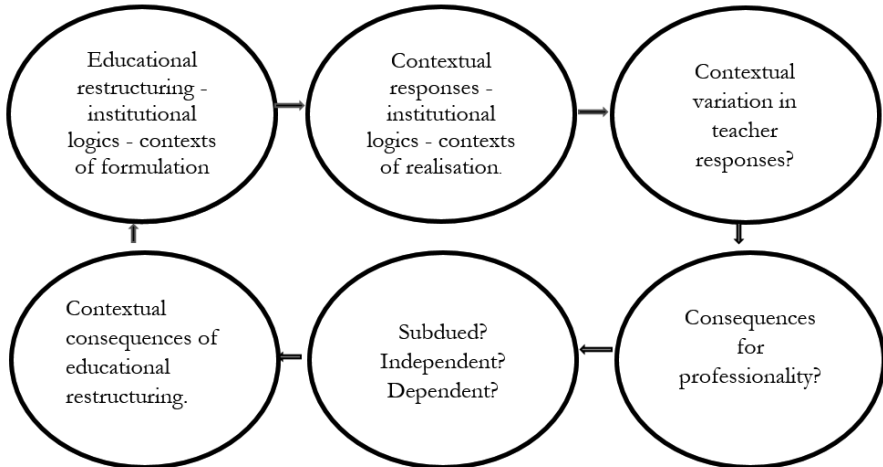 Educational
restructuring -
institutional
logics - contexts
of formulation
Contextual
responses -
institutional
logics - contexts
of realisation.
Contextual
variation in
teacher
responses?
Contextual
consequences of
educational
restructuring.
Subdued?
Independent?
Dependent?
Consequences
for
professionality?